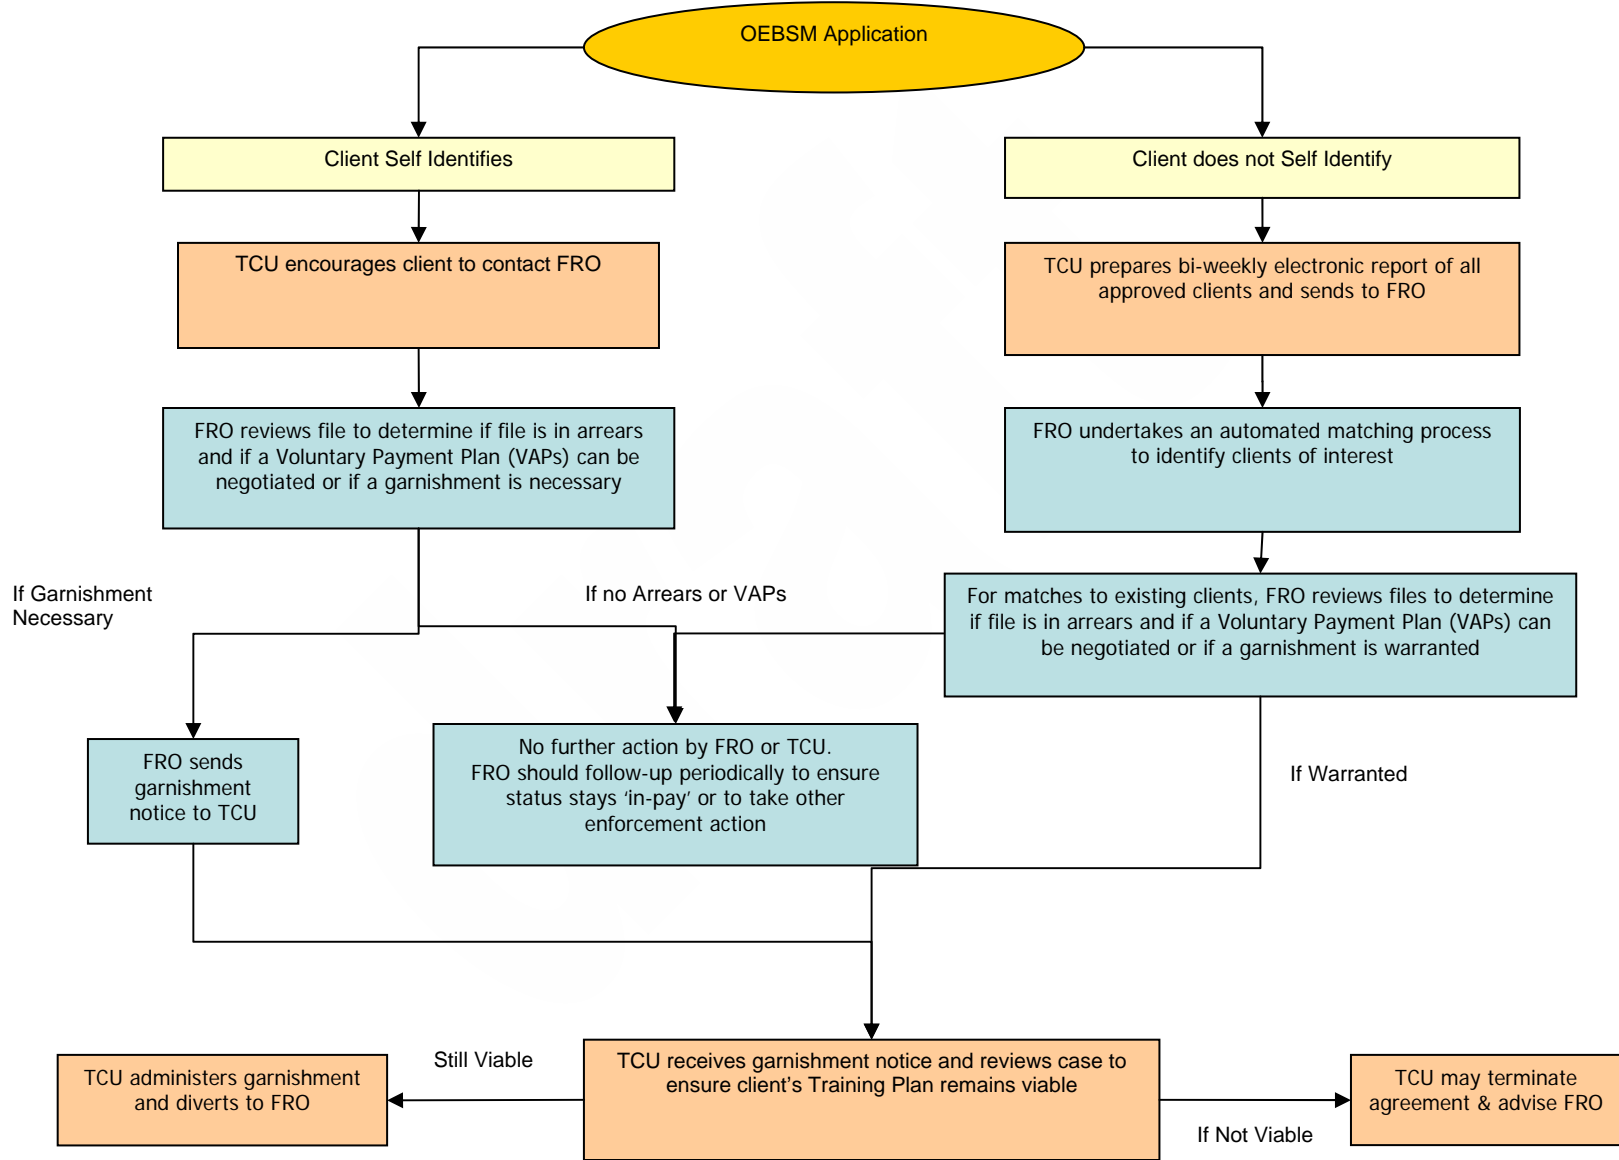 OEBSM Application
Client Self Identifies
Client does not Self Identify
TCU encourages client to contact FRO
TCU prepares bi-weekly electronic report of all
approved clients and sends to FRO
FRO reviews file to determine if file is in arrears
and if a Voluntary Payment Plan (VAPs) can be
negotiated or if a garnishment is necessary
FRO undertakes an automated matching process
to identify clients of interest
If Garnishment
Necessary
If no Arrears or VAPs
For matches to existing clients, FRO reviews files to determine
if file is in arrears and if a Voluntary Payment Plan (VAPs) can
be negotiated or if a garnishment is warranted
FRO sends
garnishment
notice to TCU
No further action by FRO or TCU.
FRO should follow-up periodically to ensure
status stays ‘in-pay’ or to take other
enforcement action
If Warranted
Still Viable
TCU administers garnishment
and diverts to FRO
TCU receives garnishment notice and reviews case to
ensure client’s Training Plan remains viable
TCU may terminate
agreement & advise FRO
If Not Viable